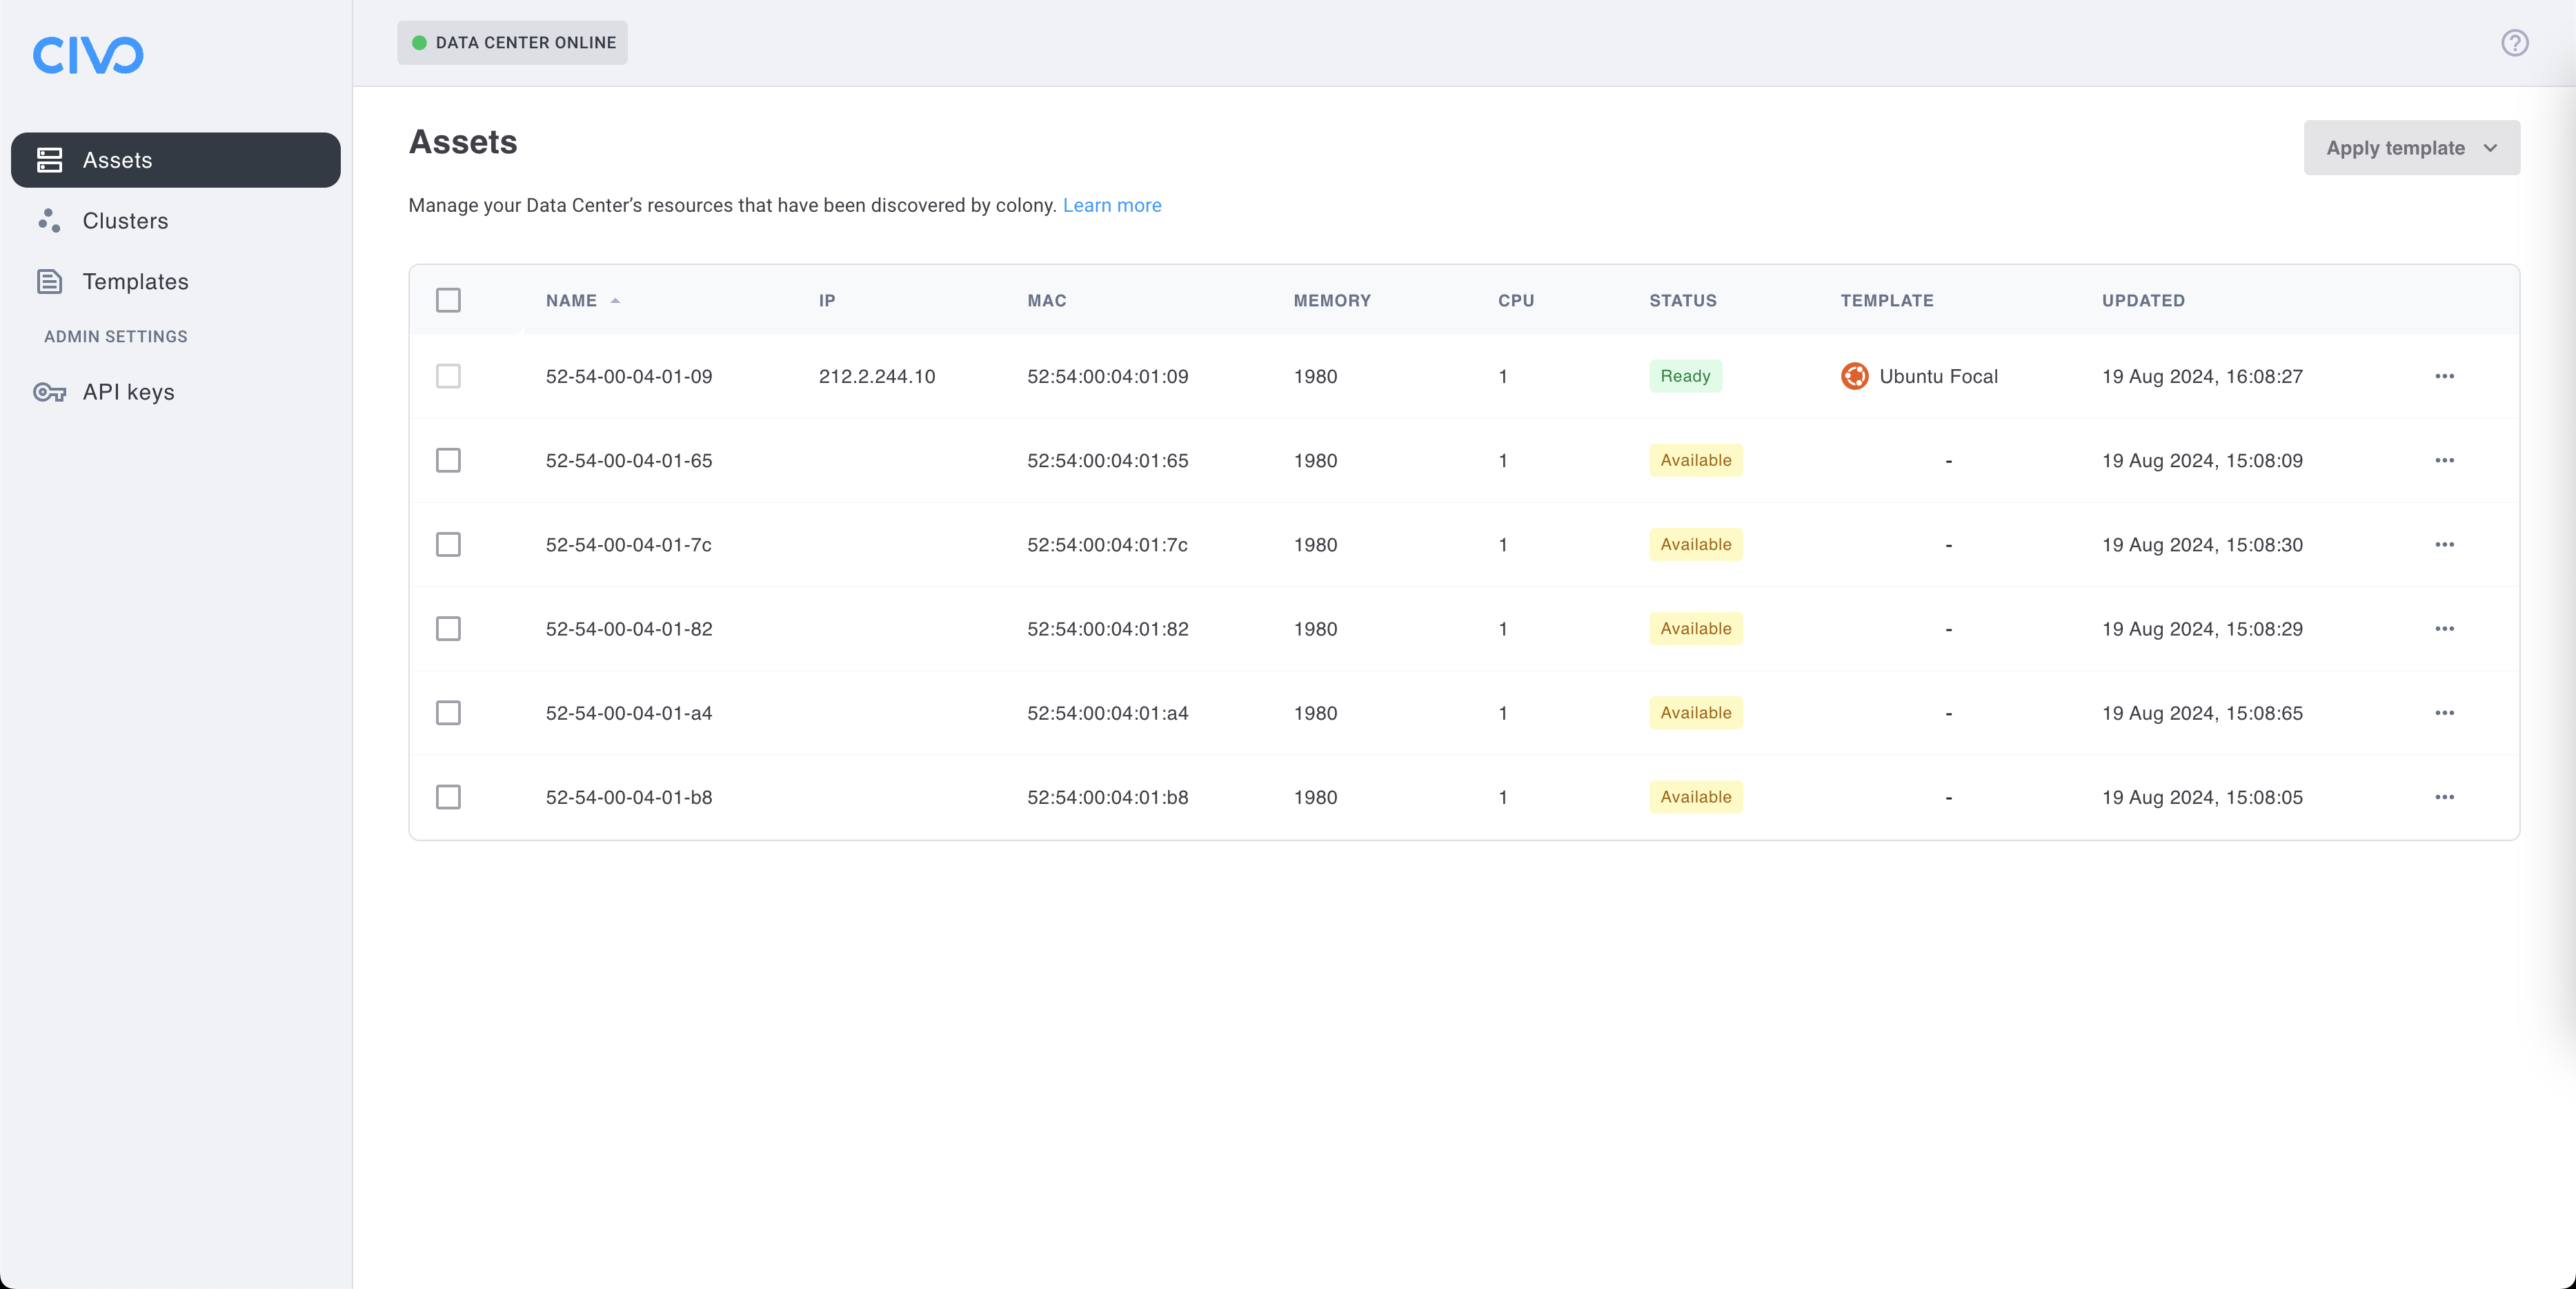 CIVO
DATA CENTER ONLINE
Assets
Clusters
Templates
ADMIN SETTINGS
API keys
Assets
Apply template
Manage your Data Center’s resources that have been discovered by colony. Learn more
NAME IP MAC MEMORY CPU STATUS TEMPLATE UPDATED
52-54-00-04-01-09 212.2.244.10 52:54:00:04:01:09 1980 1 Ready Ubuntu Focal 19 Aug 2024, 16:08:27
52-54-00-04-01-65 52:54:00:04:01:65 1980 1 Available - 19 Aug 2024, 15:08:09
52-54-00-04-01-7c 52:54:00:04:01:7c 1980 1 Available - 19 Aug 2024, 15:08:30
52-54-00-04-01-82 52:54:00:04:01:82 1980 1 Available - 19 Aug 2024, 15:08:29
52-54-00-04-01-a4 52:54:00:04:01:a4 1980 1 Available - 19 Aug 2024, 15:08:65
52-54-00-04-01-b8 52:54:00:04:01:b8 1980 1 Available - 19 Aug 2024, 15:08:05